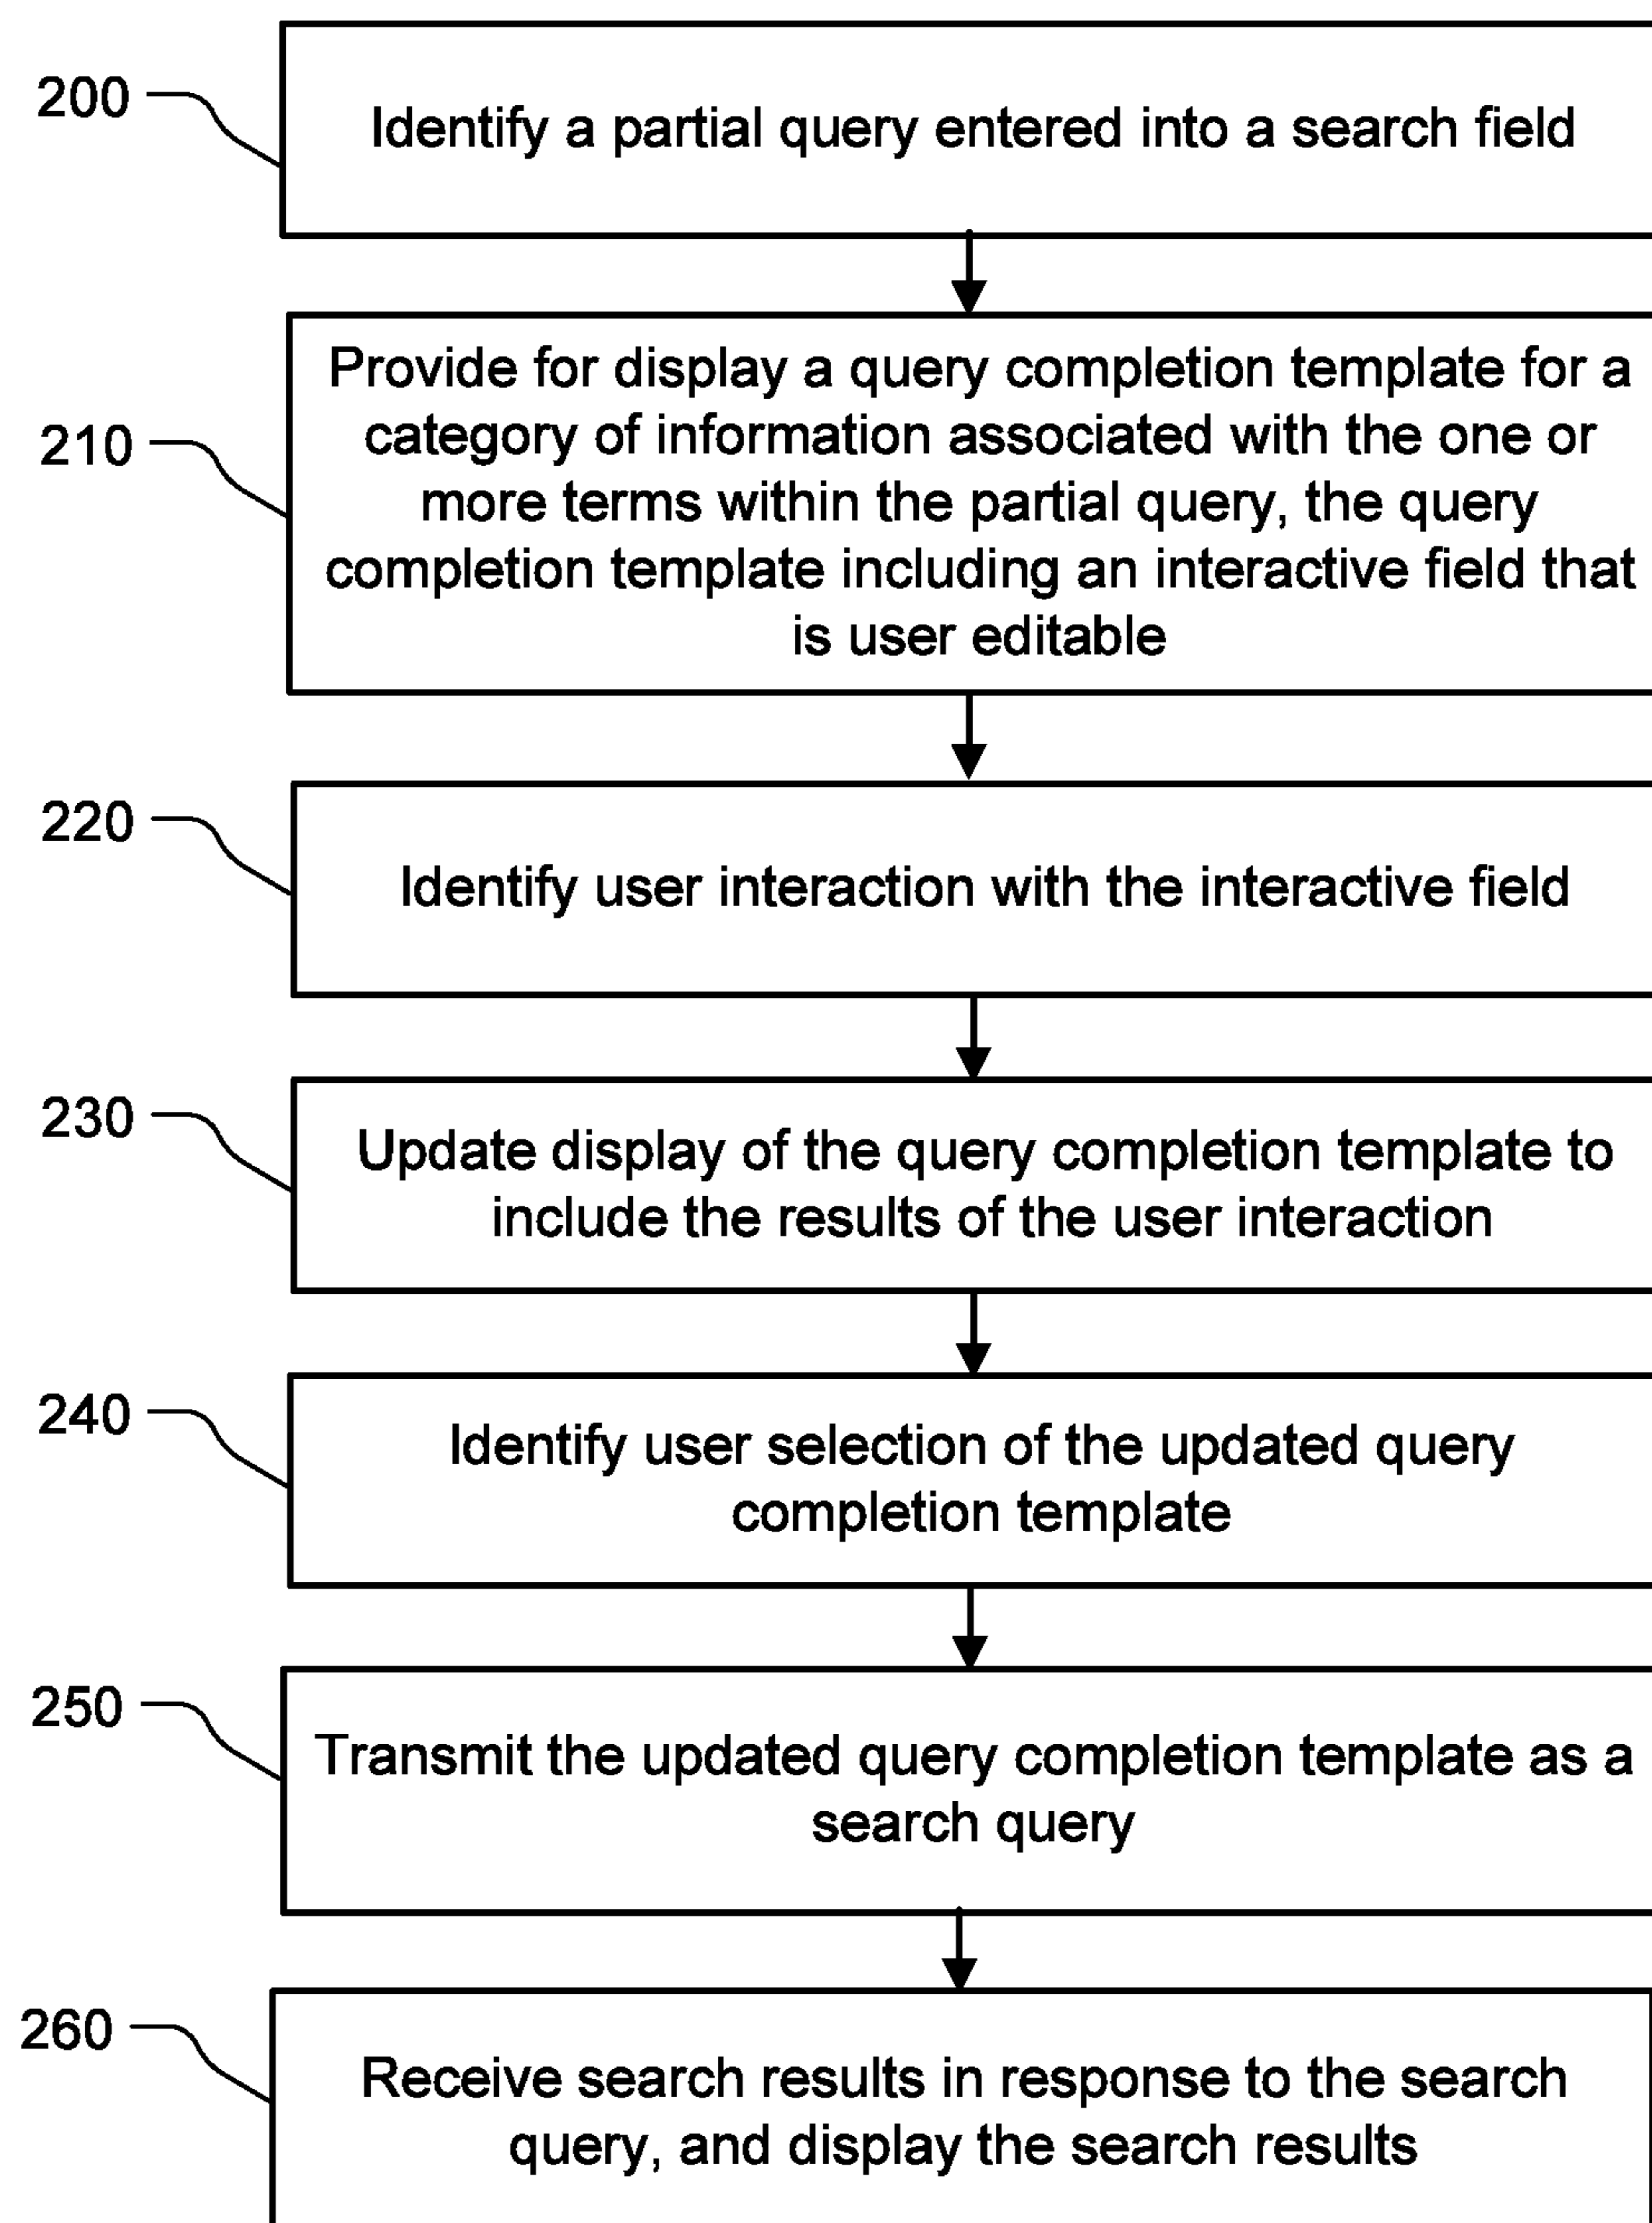 200
Identify a partial query entered into a search field
210
Provide for display a query completion template for a
category of information associated with the one or
more terms within the partial query, the query
completion template including an interactive field that
is user editable
220
Identify user interaction with the interactive field
230
Update display of the query completion template to
include the results of the user interaction
240
Identify user selection of the updated query
completion template
250
Transmit the updated query completion template as a
search query
260
Receive search results in response to the search
query, and display the search results